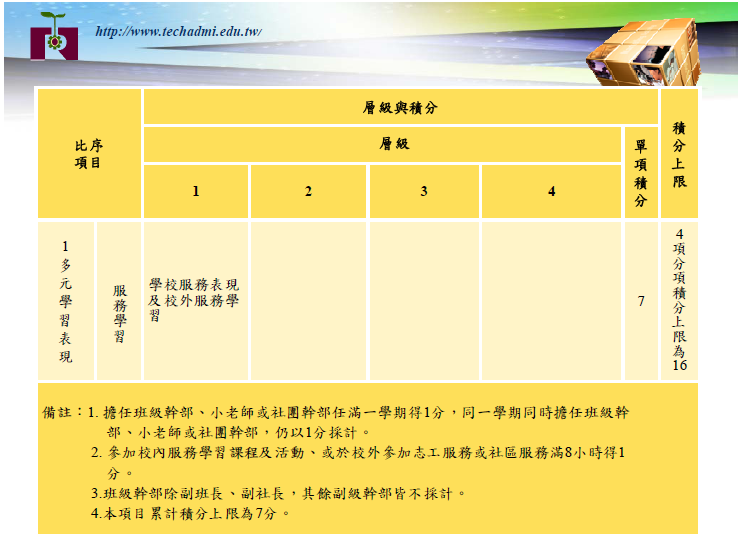 http://www.techadmi.edu.tw/
比序
項目
層級與積分
層級
1
2
3
4
單項積分
積分上限
1多元學習表現
服務學習
學校服務表現
及校外服務學
習
7
4項分項積分上限為16
備註：1. 擔任班級幹部、小老師或社團幹部任滿一學期得1分，同一學期同時擔任班級幹
部、小老師或社團幹部，仍以1分採計。
2. 參加校內服務學習課程及活動、或於校外參加志工服務或社區服務滿8小時得1
分。
3.班級幹部除副班長、副社長，其餘副級幹部皆不採計。
4.本項目累計積分上限為7分。